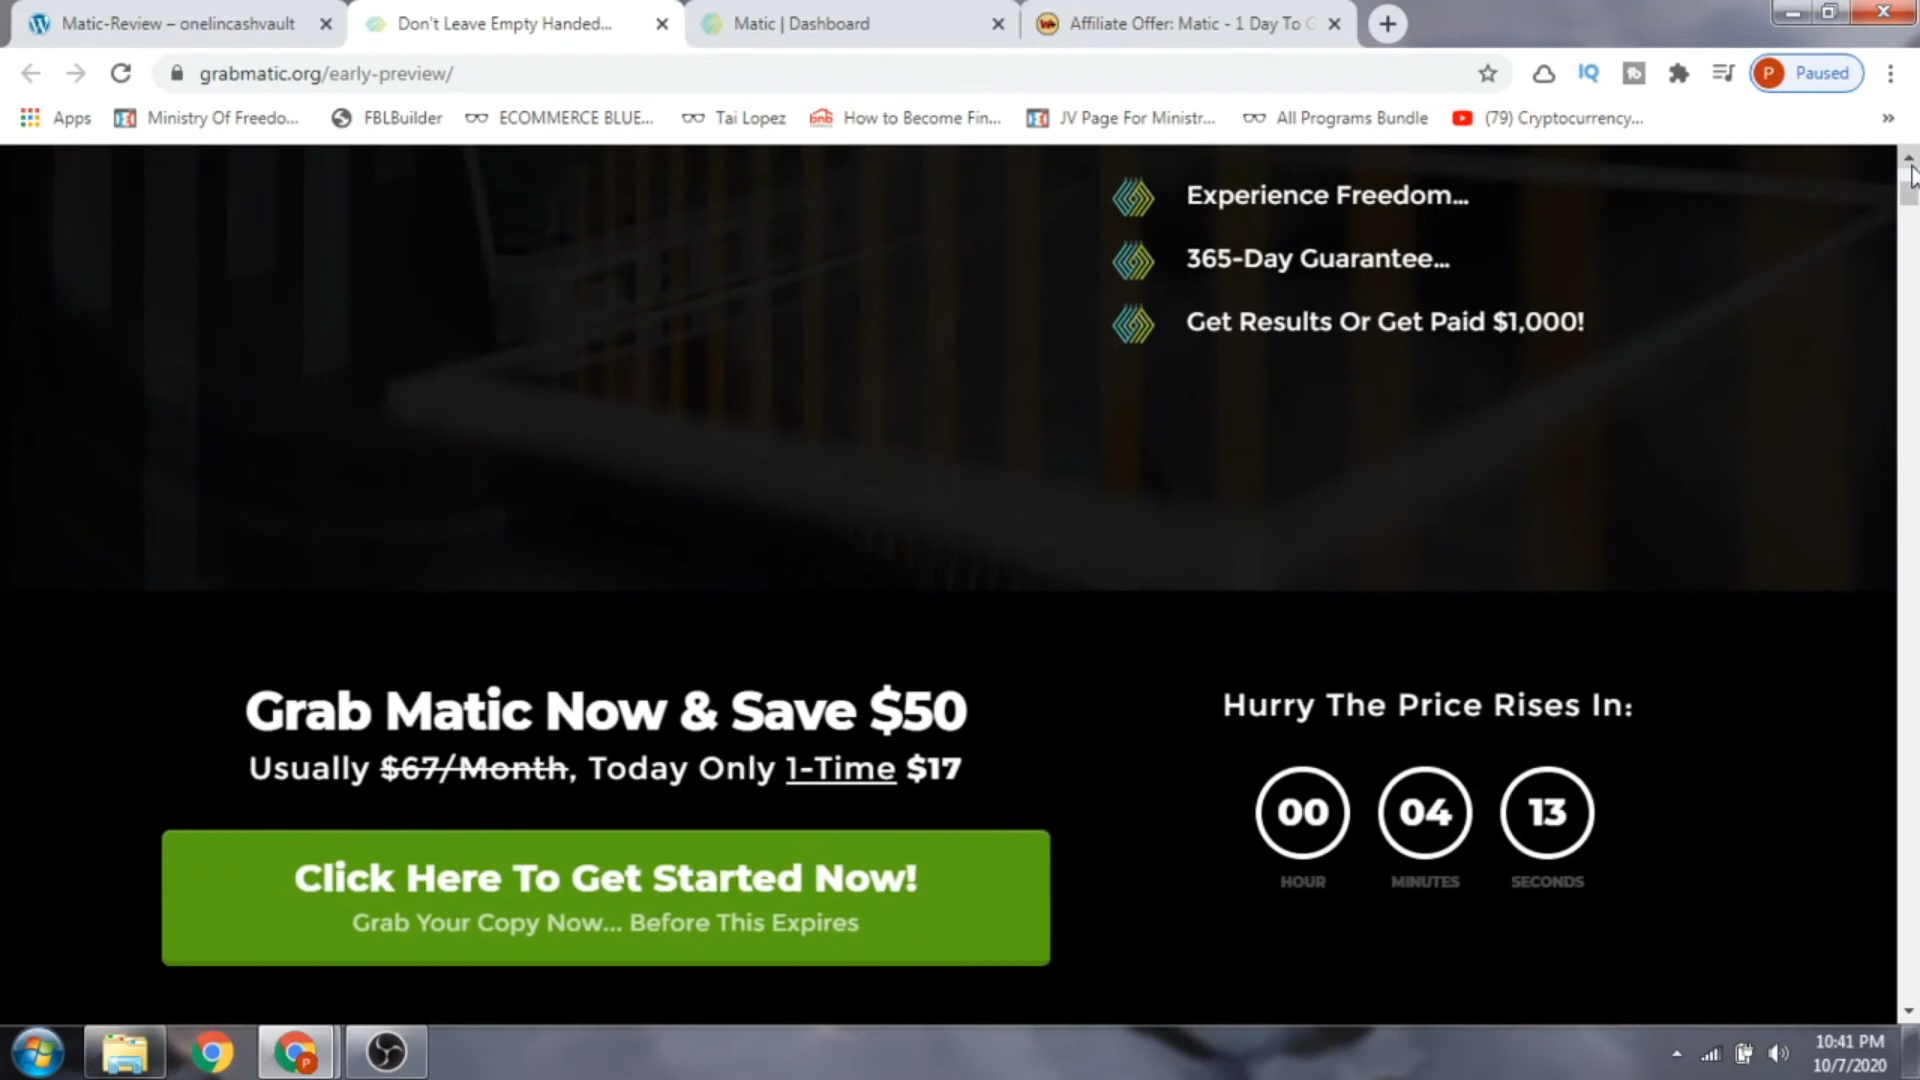 Matic-Review – onelincashvault
Don't Leave Empty Handed...
Matic | Dashboard
Affiliate Offer: Matic - 1 Day To G
grabmatic.org/early-preview/
IQ
tb
P
Paused
Apps
Ministry Of Freedo...
FBLBuilder
ECOMMERCE BLUE...
Tai Lopez
bnb
How to Become Fin...
JV Page For Ministr...
All Programs Bundle
(79) Cryptocurrency...
»
Experience Freedom...
365-Day Guarantee...
Get Results Or Get Paid $1,000!
Grab Matic Now & Save $50
Usually $67/Month, Today Only 1-Time $17
Click Here To Get Started Now!
Grab Your Copy Now... Before This Expires
Hurry The Price Rises In:
00 04 13
HOUR MINUTES SECONDS
P
10:41 PM
10/7/2020